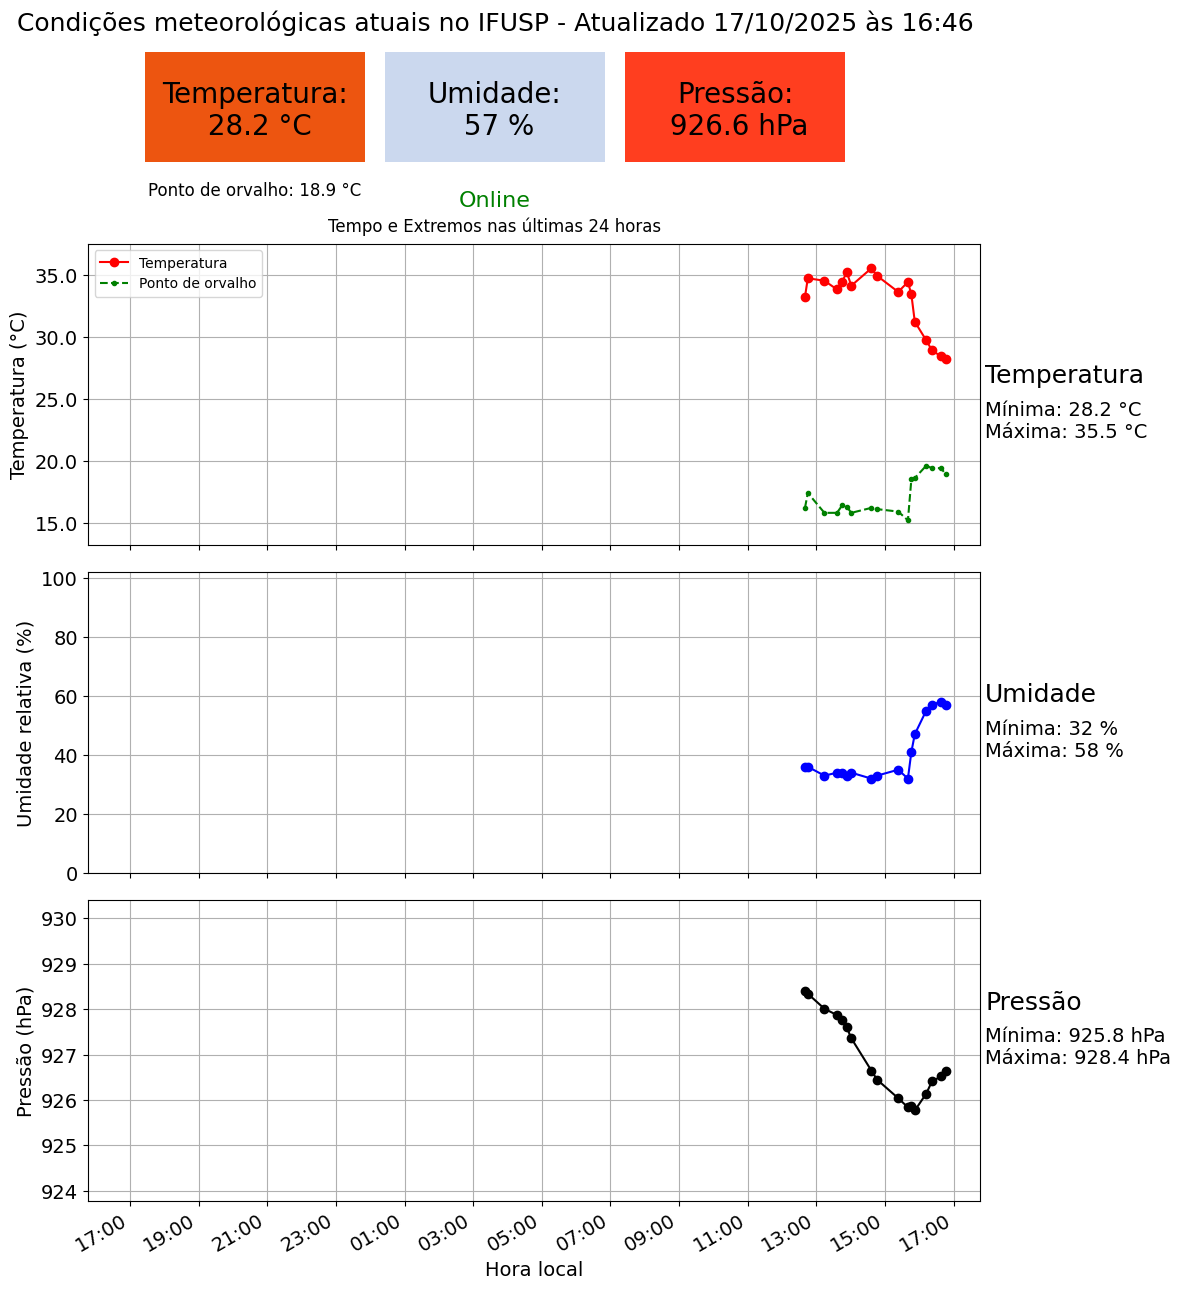 Condições meteorológicas atuais no IFUSP - Atualizado 17/10/2025 às 16:46
Temperatura:
28.2 °C
Umidade:
57 %
Pressão:
926.6 hPa
Ponto de orvalho: 18.9 °C
Online
Tempo e Extremos nas últimas 24 horas
Temperatura
Ponto de orvalho
Temperatura (°C)
35.0
30.0
25.0
20.0
15.0
Temperatura
Mínima: 28.2 °C
Máxima: 35.5 °C
Umidade relativa (%)
100
80
60
40
20
0
Umidade
Mínima: 32 %
Máxima: 58 %
Pressão (hPa)
930
929
928
927
926
925
924
Pressão
Mínima: 925.8 hPa
Máxima: 928.4 hPa
17:00 19:00 21:00 23:00 01:00 03:00 05:00 07:00 09:00 11:00 13:00 15:00 17:00
Hora local